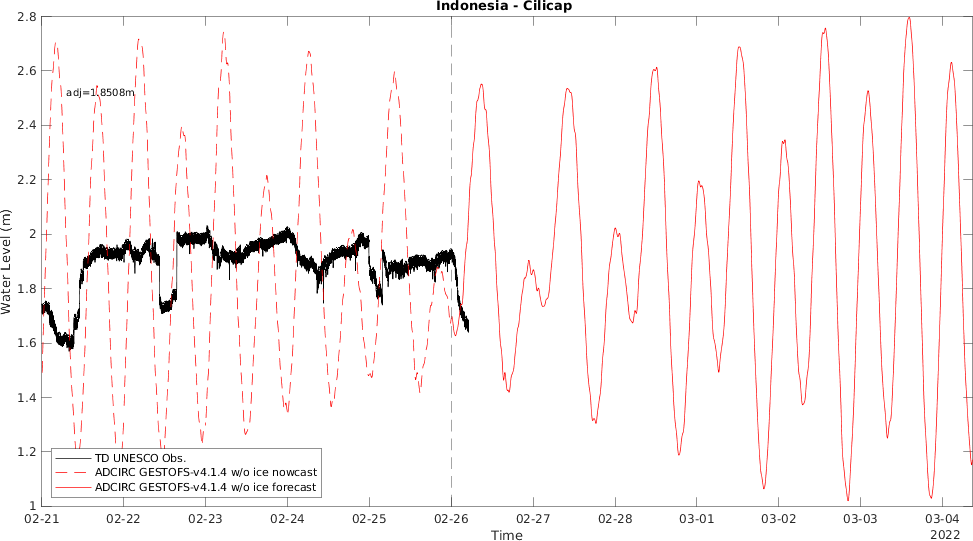 Indonesia - Cilicap
2.8
2.6
2.4
2.2
2
1.8
1.6
1.4
1.2
1
Water Level (m)
adj=1.8508m
TD UNESCO Obs.
ADCIRC GESTOFS-v4.1.4 w/o ice nowcast
ADCIRC GESTOFS-v4.1.4 w/o ice forecast
02-21 02-22 02-23 02-24 02-25 02-26 02-27 02-28 03-01 03-02 03-03 03-04
2022
Time